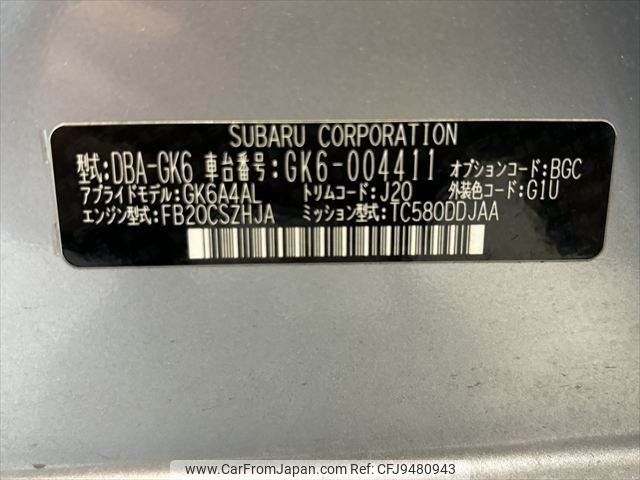 SUBARU CORPORATION
型式:DBA-GK6 車台番号:GK6-004411 オプションコード:BGC
アプライドモデル:GK6A4AL トリムコード:J20 外装色コード:G1U
エンジン型式:FB20CSZHJA ミッション型式:TC580DDJAA
www.CarFromJapan.com - Photo ID: CFJ9480943